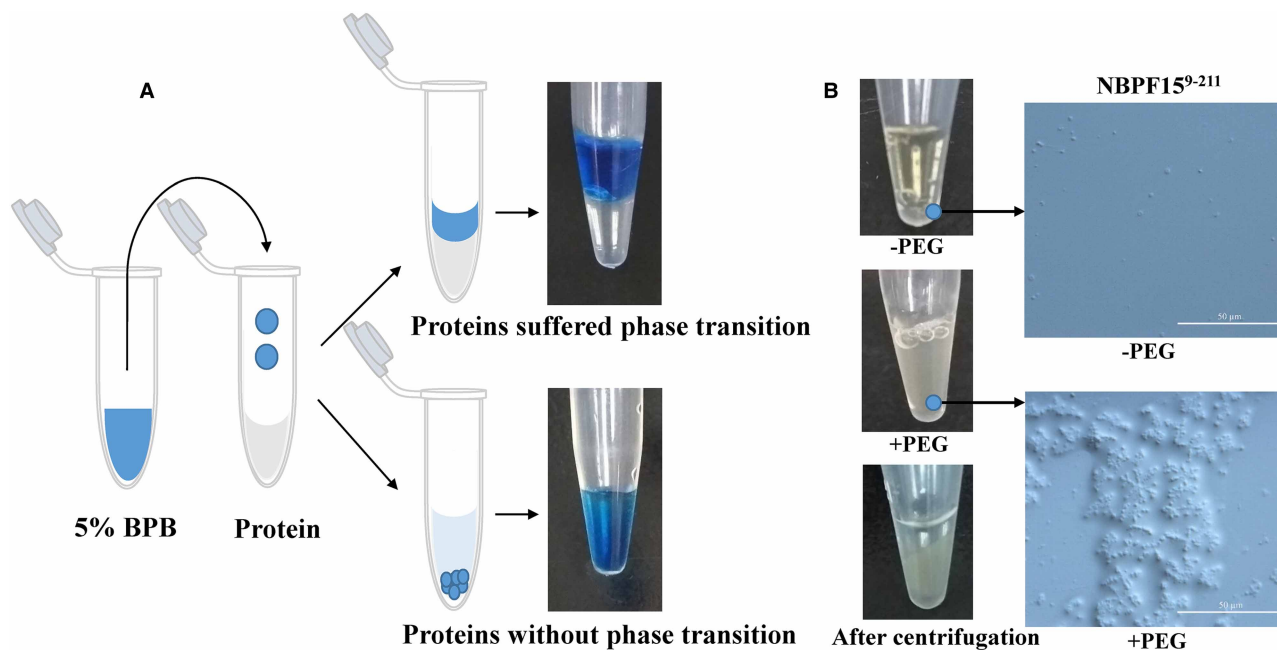 A
5% BPB
Protein
Proteins suffered phase transition
Proteins without phase transition
B
-PEG
+PEG
After centrifugation
NBPF15⁹⁻²¹¹
50 μm
-PEG
50 μm
+PEG